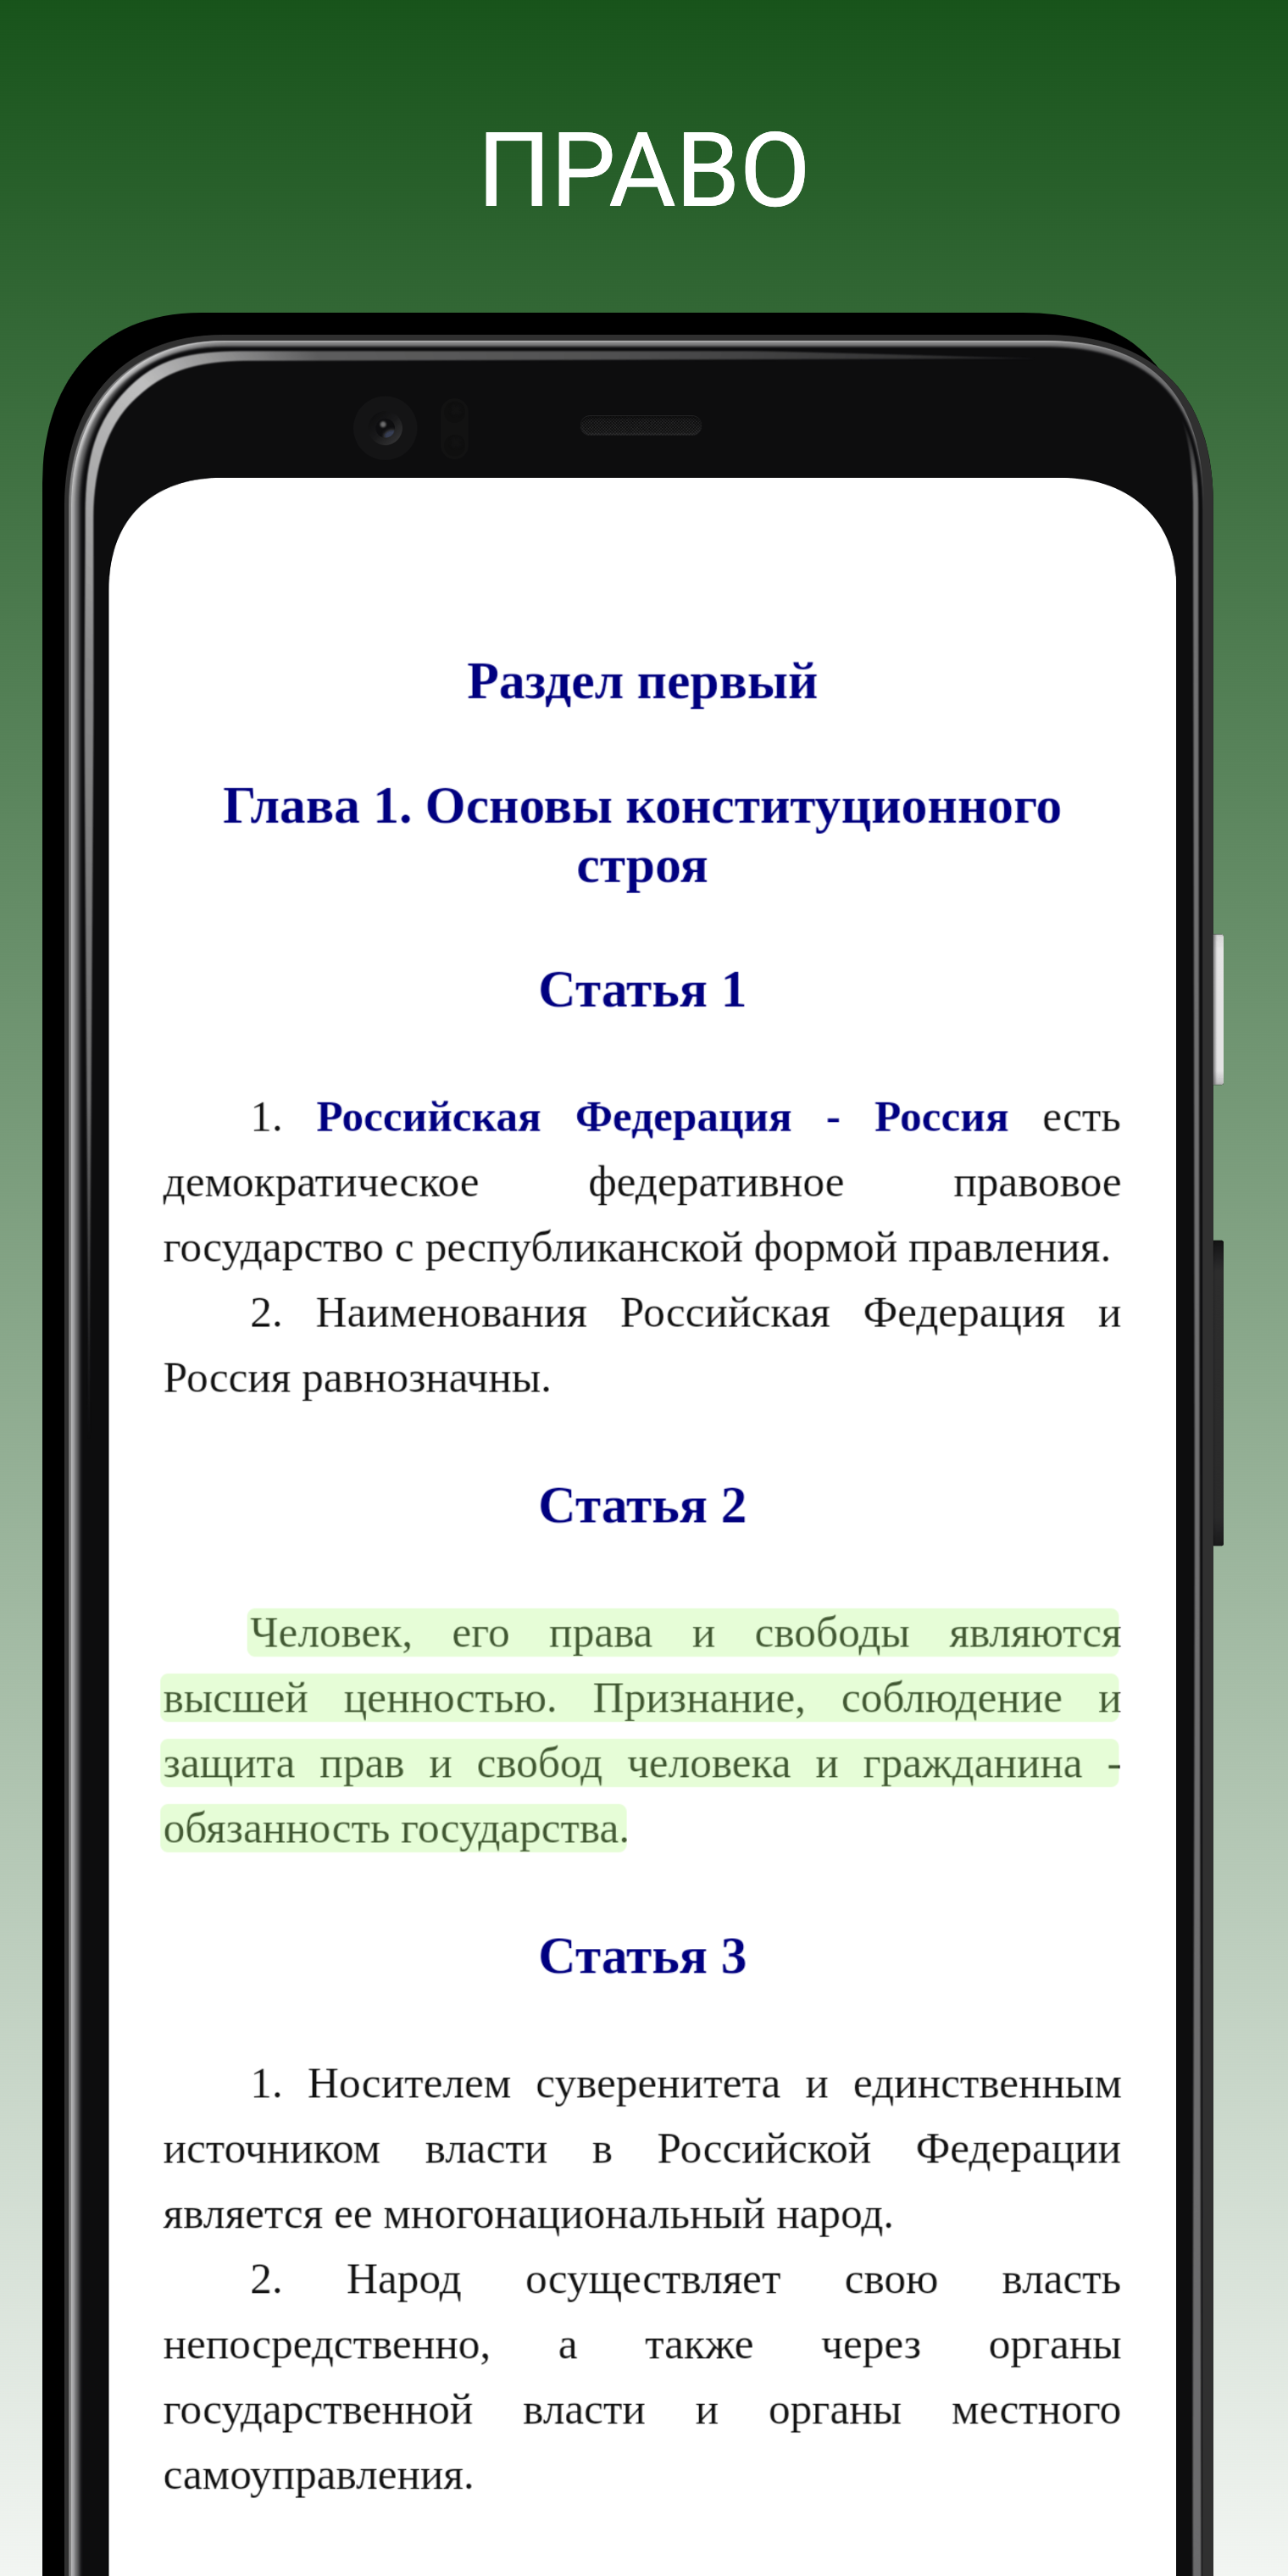 ПРАВО
Раздел первый
Глава 1. Основы конституционного
строя
Статья 1
1. Российская Федерация - Россия есть
демократическое федеративное правовое
государство с республиканской формой правления.
2. Наименования Российская Федерация и
Россия равнозначны.
Статья 2
Человек, его права и свободы являются
высшей ценностью. Признание, соблюдение и
защита прав и свобод человека и гражданина -
обязанность государства.
Статья 3
1. Носителем суверенитета и единственным
источником власти в Российской Федерации
является ее многонациональный народ.
2. Народ осуществляет свою власть
непосредственно, а также через органы
государственной власти и органы местного
самоуправления.